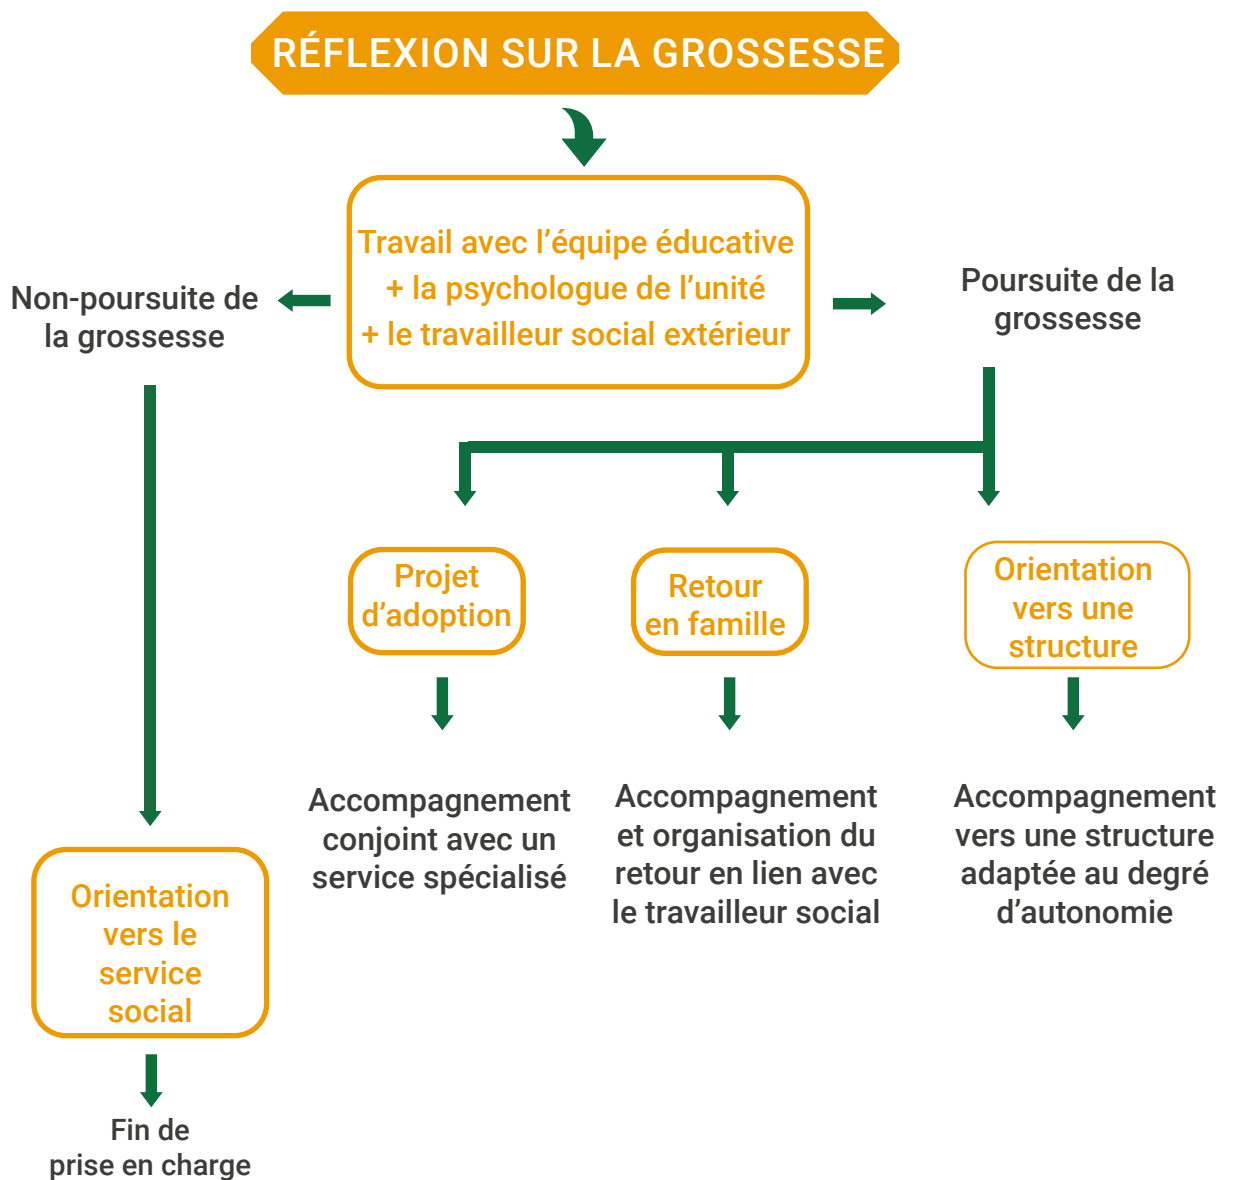 RÉFLEXION SUR LA GROSSESSE
Travail avec l’équipe éducative
+ la psychologue de l’unité
+ le travailleur social extérieur
Non-poursuite de
la grossesse
Poursuite de la
grossesse
Projet
d’adoption
Retour
en famille
Orientation
vers une
structure
Accompagnement
conjoint avec un
service spécialisé
Accompagnement
et organisation du
retour en lien avec
le travailleur social
Accompagnement
vers une structure
adaptée au degré
d’autonomie
Orientation
vers le
service
social
Fin de
prise en charge